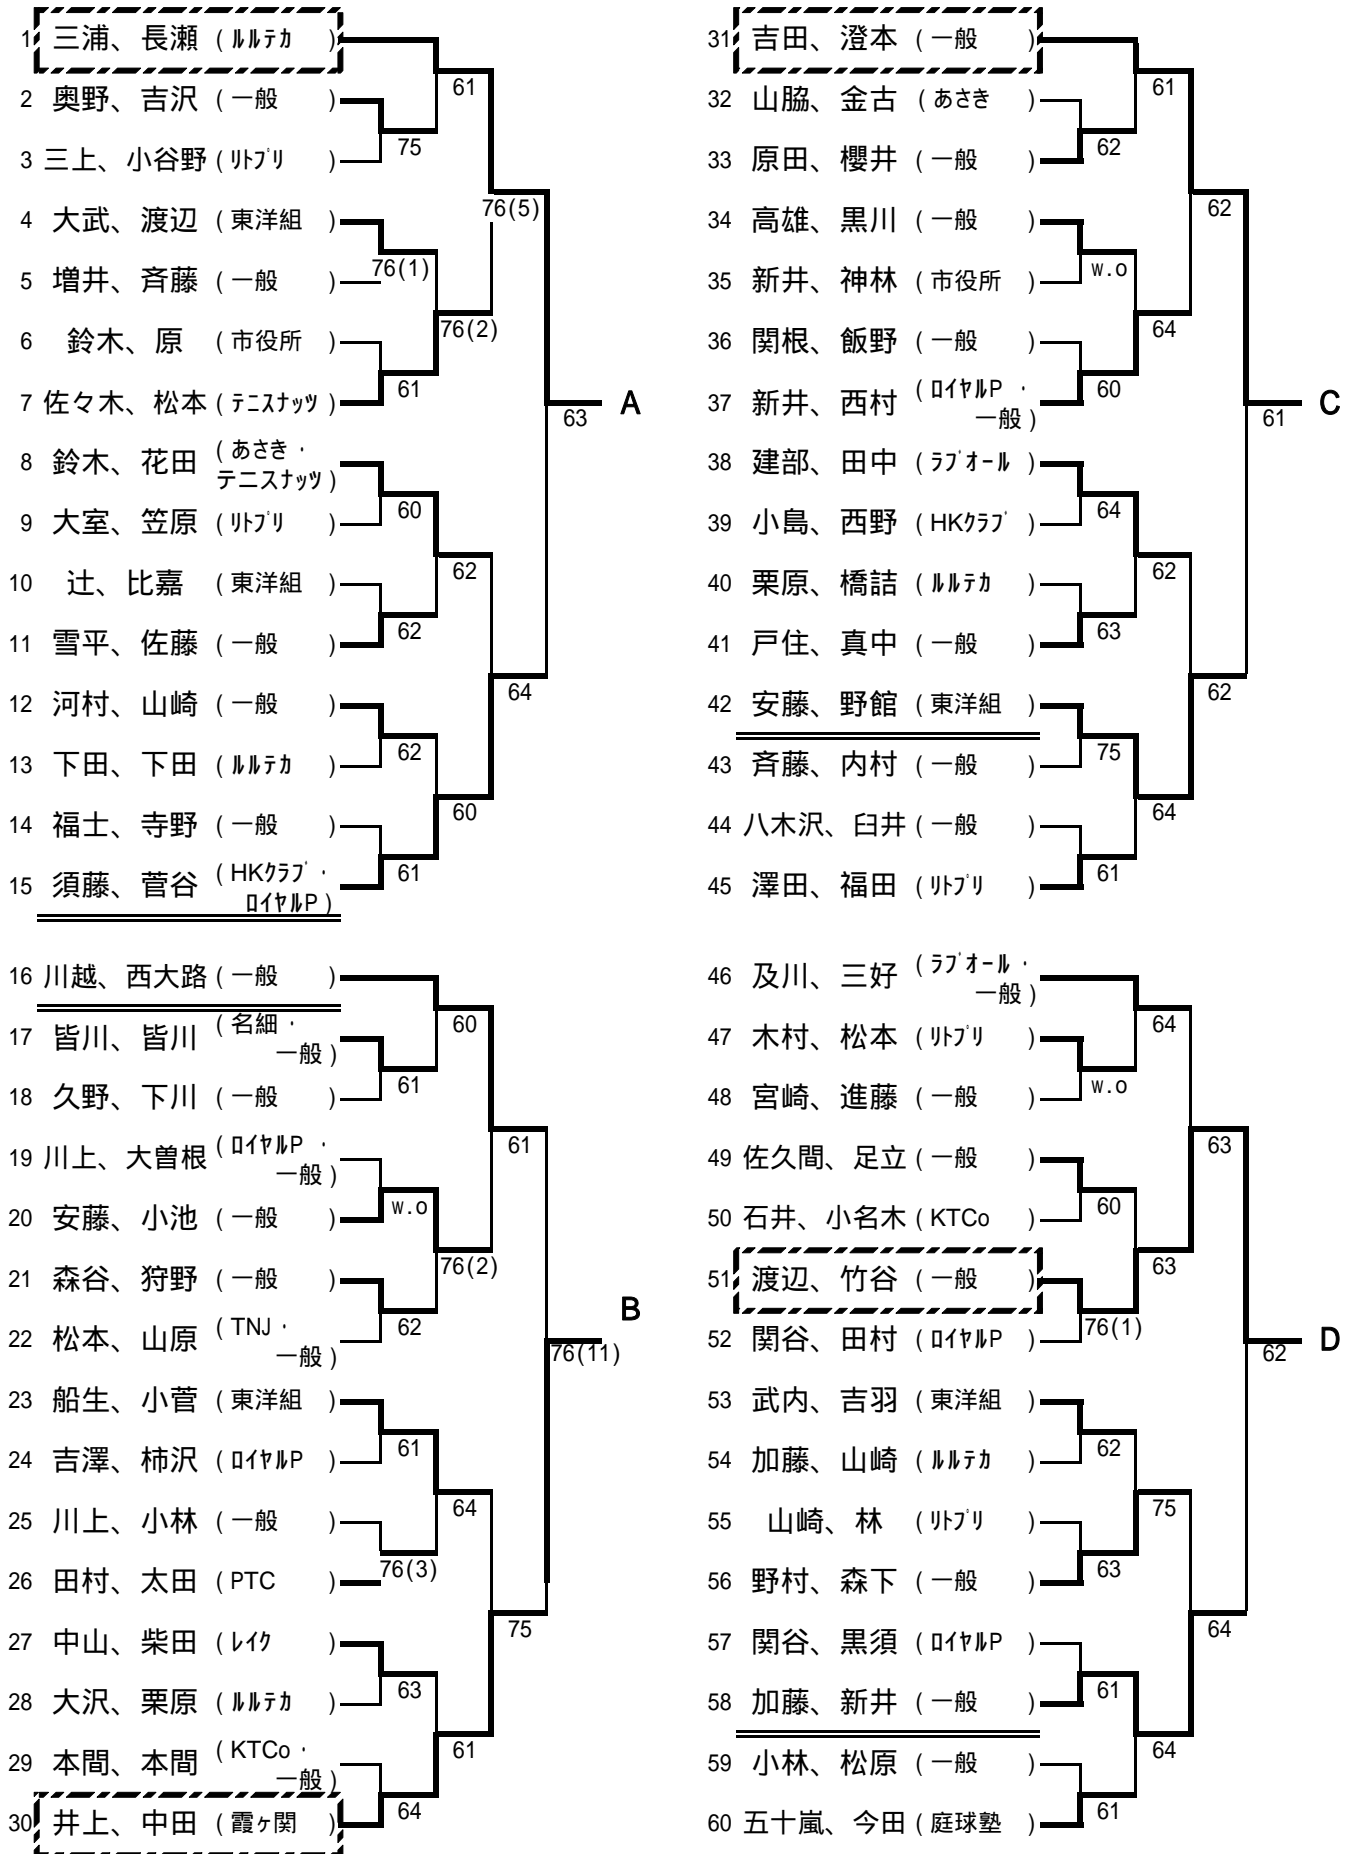 1 三浦、長瀬 (ﾙﾙﾃｶ)
61
2 奥野、吉沢 (一般)
75
3 三上、小谷野 (ﾘﾄﾌﾟﾘ)
76(5)
4 大武、渡辺 (東洋組)
76(1)
5 増井、斉藤 (一般)
76(2)
6 鈴木、原 (市役所)
61
7 佐々木、松本 (ﾃﾆｽﾅｯﾂ)
63
A
8 鈴木、花田 (あさき・
テニスナッツ)
60
9 大室、笠原 (ﾘﾄﾌﾟﾘ)
62
10 辻、比嘉 (東洋組)
62
11 雪平、佐藤 (一般)
64
12 河村、山崎 (一般)
62
13 下田、下田 (ﾙﾙﾃｶ)
60
14 福士、寺野 (一般)
61
15 須藤、菅谷 (HKｸﾗﾌﾞ・
ﾛｲﾔﾙP)
16 川越、西大路 (一般)
60
17 皆川、皆川 (名細・
一般)
61
18 久野、下川 (一般)
61
19 川上、大曽根 (ﾛｲﾔﾙP・
一般)
w.o
20 安藤、小池 (一般)
76(2)
21 森谷、狩野 (一般)
62
22 松本、山原 (TNJ・
一般)
B
76(11)
23 船生、小菅 (東洋組)
61
24 吉澤、柿沢 (ﾛｲﾔﾙP)
64
25 川上、小林 (一般)
76(3)
26 田村、太田 (PTC)
75
27 中山、柴田 (ﾚｲｸ)
63
28 大沢、栗原 (ﾙﾙﾃｶ)
61
29 本間、本間 (KTCo・
一般)
64
30 井上、中田 (霞ヶ関)
31 吉田、澄本 (一般)
61
32 山脇、金古 (あさき)
62
33 原田、櫻井 (一般)
62
34 高雄、黒川 (一般)
w.o
35 新井、神林 (市役所)
64
36 関根、飯野 (一般)
60
37 新井、西村 (ﾛｲﾔﾙP・
一般)
61
C
38 建部、田中 (ﾗﾌﾞｵｰﾙ)
64
39 小島、西野 (HKｸﾗﾌﾞ)
62
40 栗原、橋詰 (ﾙﾙﾃｶ)
63
41 戸住、真中 (一般)
62
42 安藤、野館 (東洋組)
75
43 斉藤、内村 (一般)
64
44 八木沢、臼井 (一般)
61
45 澤田、福田 (ﾘﾄﾌﾟﾘ)
46 及川、三好 (ﾗﾌﾞｵｰﾙ・
一般)
64
47 木村、松本 (ﾘﾄﾌﾟﾘ)
w.o
48 宮崎、進藤 (一般)
63
49 佐久間、足立 (一般)
60
50 石井、小名木 (KTCo)
63
51 渡辺、竹谷 (一般)
76(1)
52 関谷、田村 (ﾛｲﾔﾙP)
62
D
53 武内、吉羽 (東洋組)
62
54 加藤、山崎 (ﾙﾙﾃｶ)
75
55 山崎、林 (ﾘﾄﾌﾟﾘ)
63
56 野村、森下 (一般)
64
57 関谷、黒須 (ﾛｲﾔﾙP)
61
58 加藤、新井 (一般)
64
59 小林、松原 (一般)
61
60 五十嵐、今田 (庭球塾)